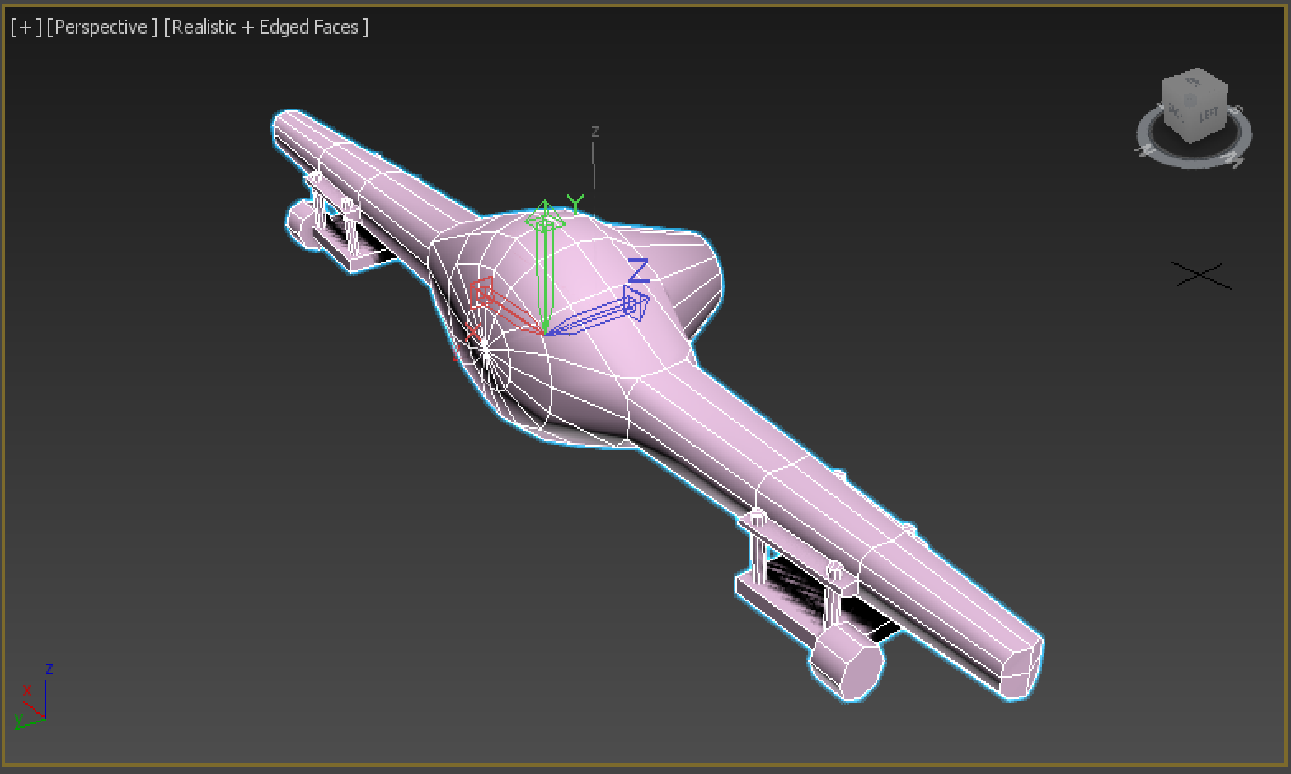 [+] [Perspective] [Realistic + Edged Faces]
z
Y
Z
LEFT
z
x
y